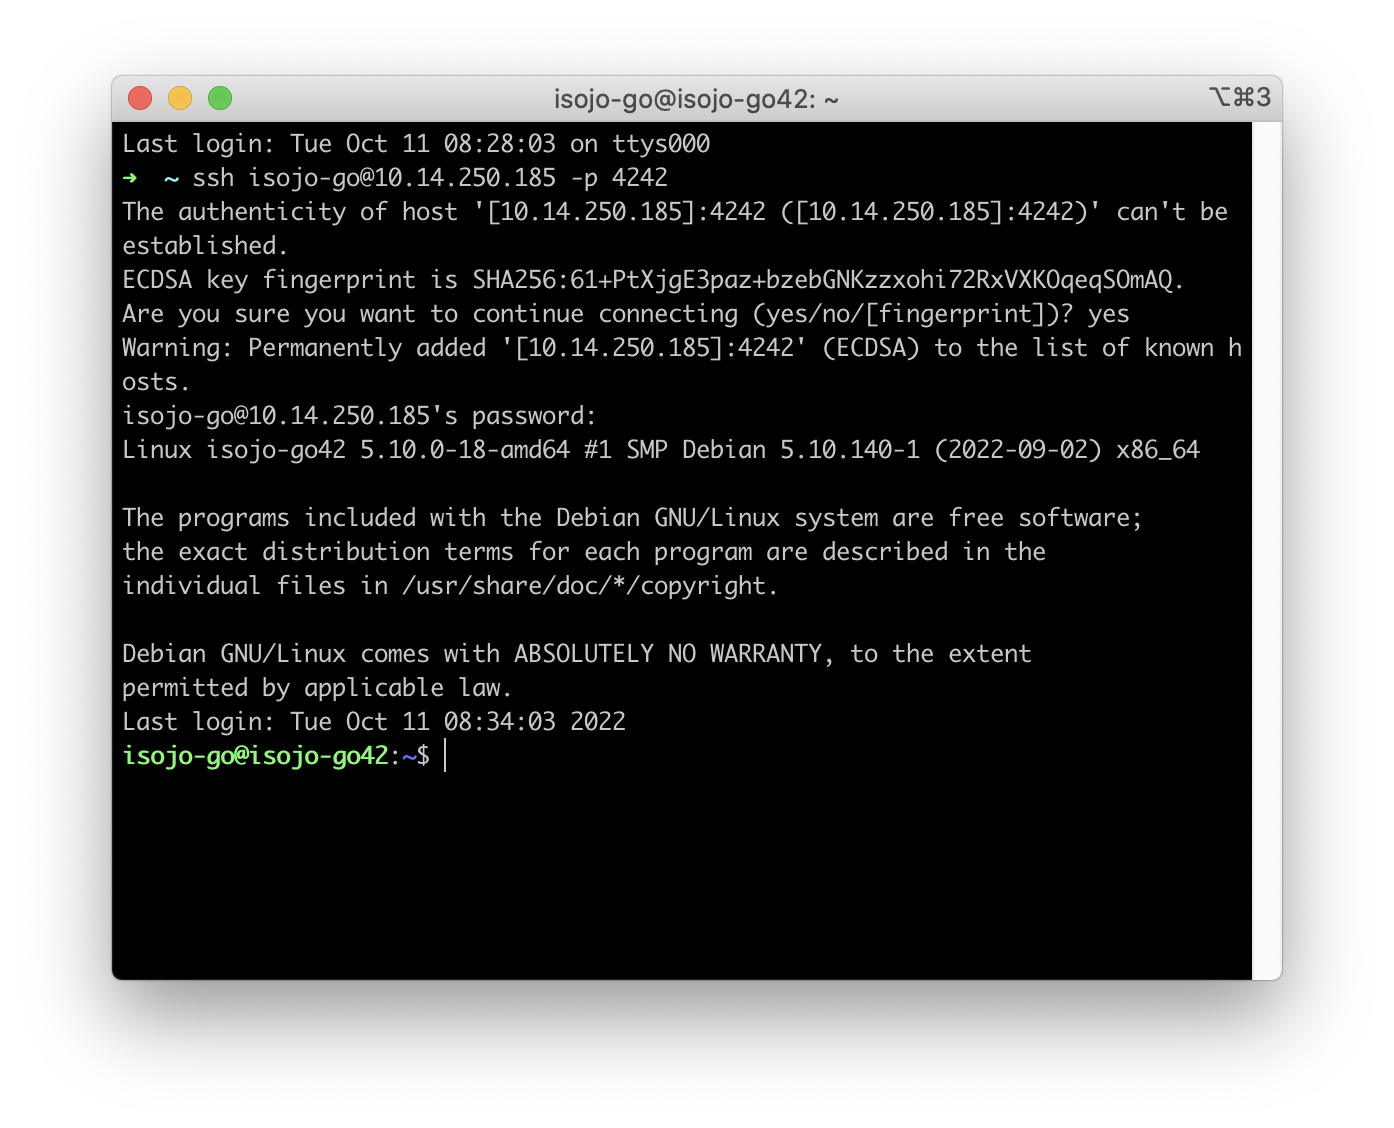 isojo-go@isojo-go42: ~
⌥⌘3
Last login: Tue Oct 11 08:28:03 on ttys000
➜  ~ ssh isojo-go@10.14.250.185 -p 4242
The authenticity of host '[10.14.250.185]:4242 ([10.14.250.185]:4242)' can't be
established.
ECDSA key fingerprint is SHA256:61+PtXjgE3paz+bzebGNKzzxohi72RxVXKOqeqSOmAQ.
Are you sure you want to continue connecting (yes/no/[fingerprint])? yes
Warning: Permanently added '[10.14.250.185]:4242' (ECDSA) to the list of known h
osts.
isojo-go@10.14.250.185's password:
Linux isojo-go42 5.10.0-18-amd64 #1 SMP Debian 5.10.140-1 (2022-09-02) x86_64
The programs included with the Debian GNU/Linux system are free software;
the exact distribution terms for each program are described in the
individual files in /usr/share/doc/*/copyright.
Debian GNU/Linux comes with ABSOLUTELY NO WARRANTY, to the extent
permitted by applicable law.
Last login: Tue Oct 11 08:34:03 2022
isojo-go@isojo-go42:~$